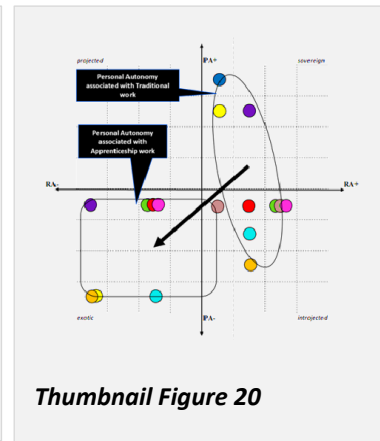 projected
PA+
sovereign
Personal Autonomy
associated with Traditional
work
Personal Autonomy
associated with
Apprenticeship work
RA-
RA+
exotic
PA-
introjected
Thumbnail Figure 20